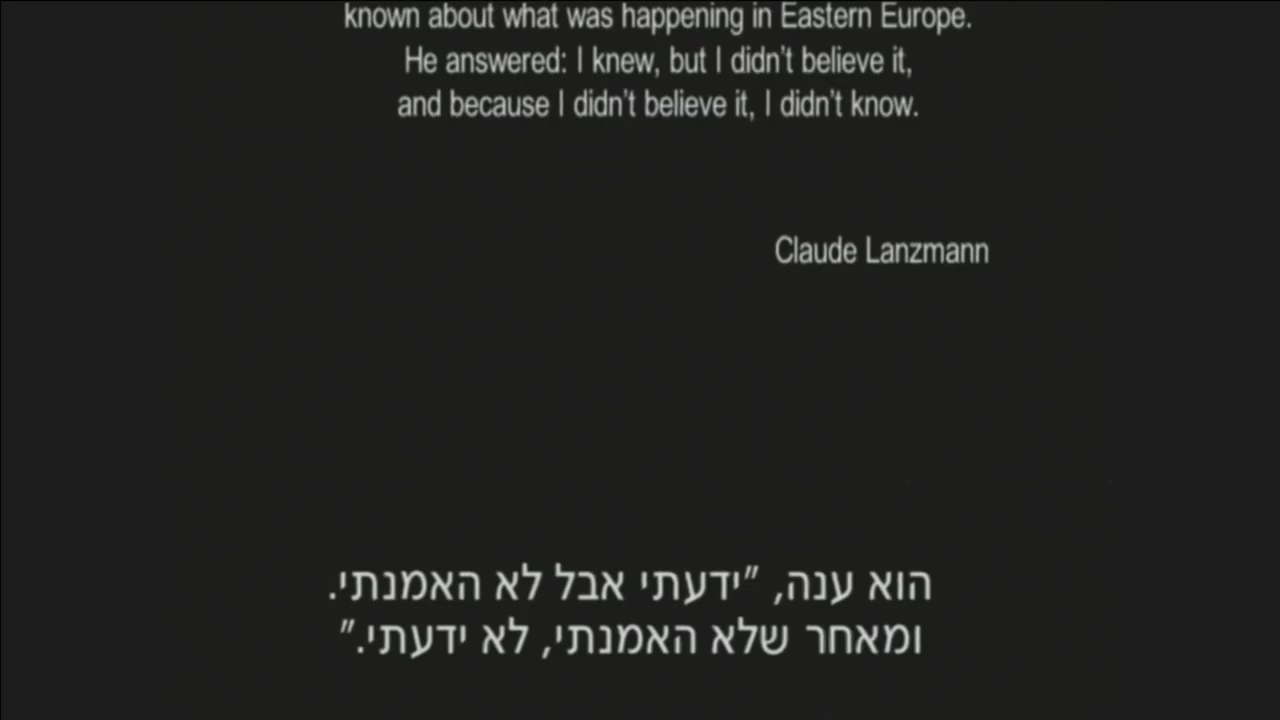 known about what was happening in Eastern Europe.
He answered: I knew, but I didn't believe it,
and because I didn't believe it, I didn't know.
Claude Lanzmann
הוא ענה, "ידעתי אבל לא האמנתי.
ומאחר שלא האמנתי, לא ידעתי."